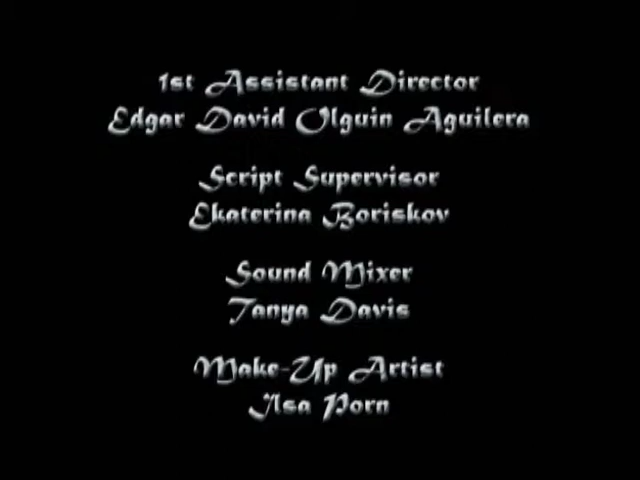 1st Assistant Director
Edgar David Olguin Aguilera
Script Supervisor
Ekaterina Boriskov
Sound Mixer
Tanya Davis
Make-Up Artist
Ilsa Porn